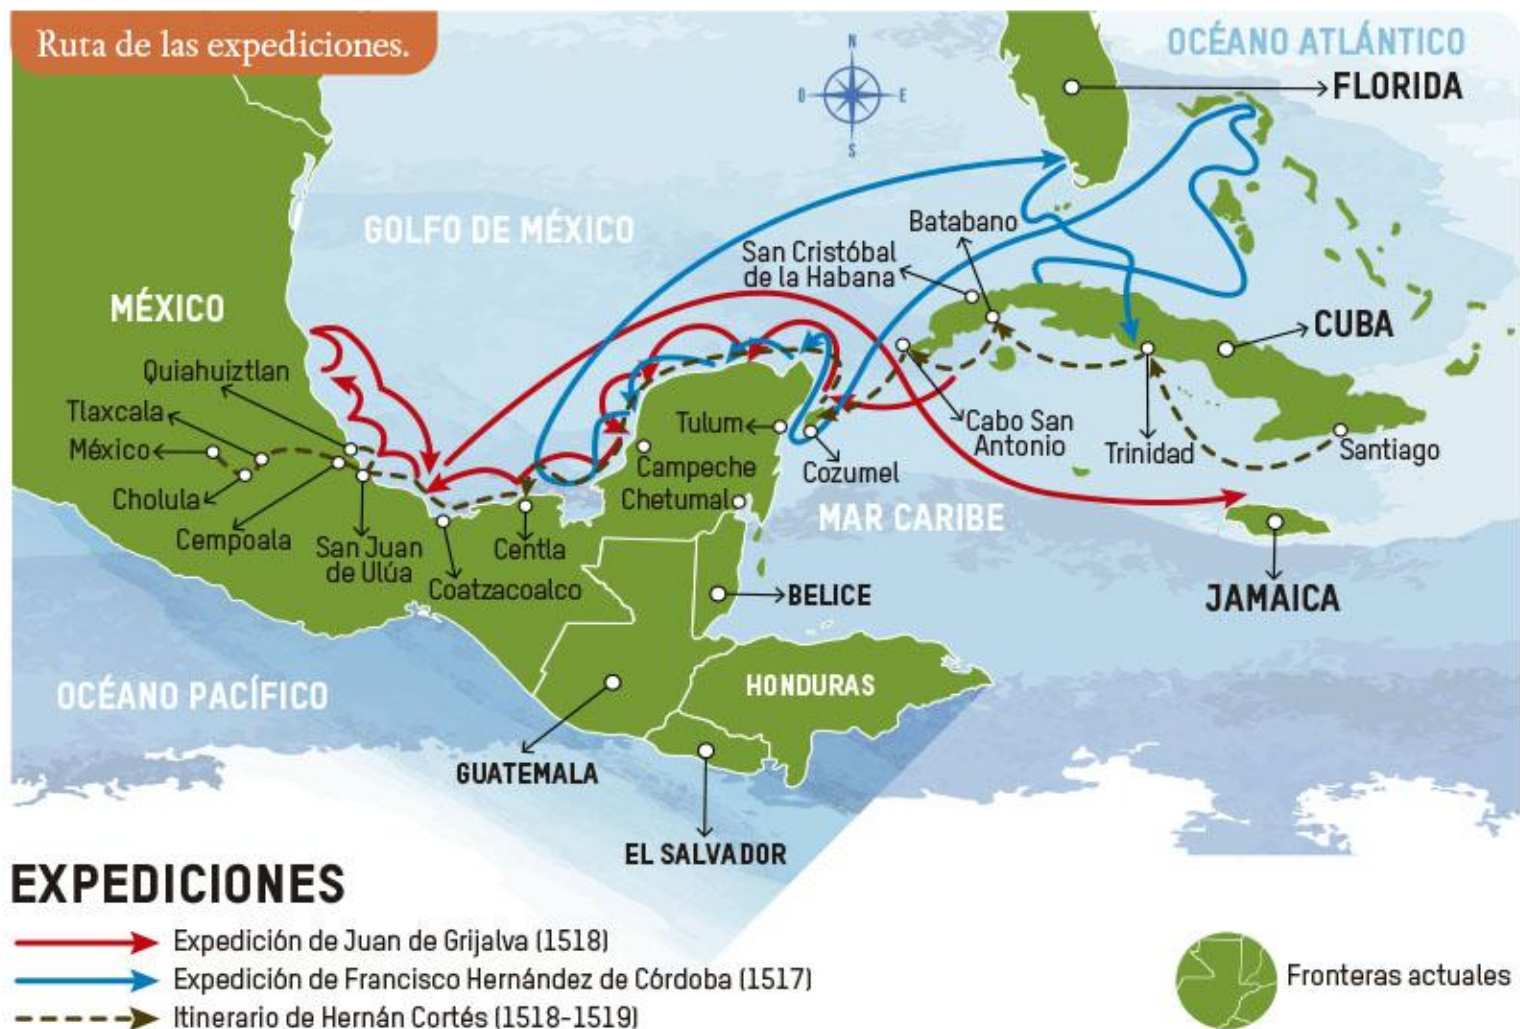 Ruta de las expediciones.
OCÉANO ATLÁNTICO
FLORIDA
N
O
E
S
GOLFO DE MÉXICO
Batabano
San Cristóbal
de la Habana
MÉXICO
CUBA
Quiahuiztlan
Tlaxcala
México
Cholula
Cempoala
San Juan
de Ulúa
Coatzacoalco
Centla
Campeche
Chetumal
Tulum
Cozumel
Cabo San
Antonio
Trinidad
Santiago
MAR CARIBE
JAMAICA
BELICE
OCÉANO PACÍFICO
HONDURAS
GUATEMALA
EL SALVADOR
EXPEDICIONES
Expedición de Juan de Grijalva (1518)
Expedición de Francisco Hernández de Córdoba (1517)
Itinerario de Hernán Cortés (1518-1519)
Fronteras actuales